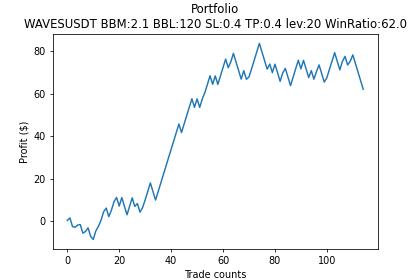 Portfolio
WAVESUSDT BBM:2.1 BBL:120 SL:0.4 TP:0.4 lev:20 WinRatio:62.0
80
60
40
20
0
Profit ($)
0 20 40 60 80 100
Trade counts